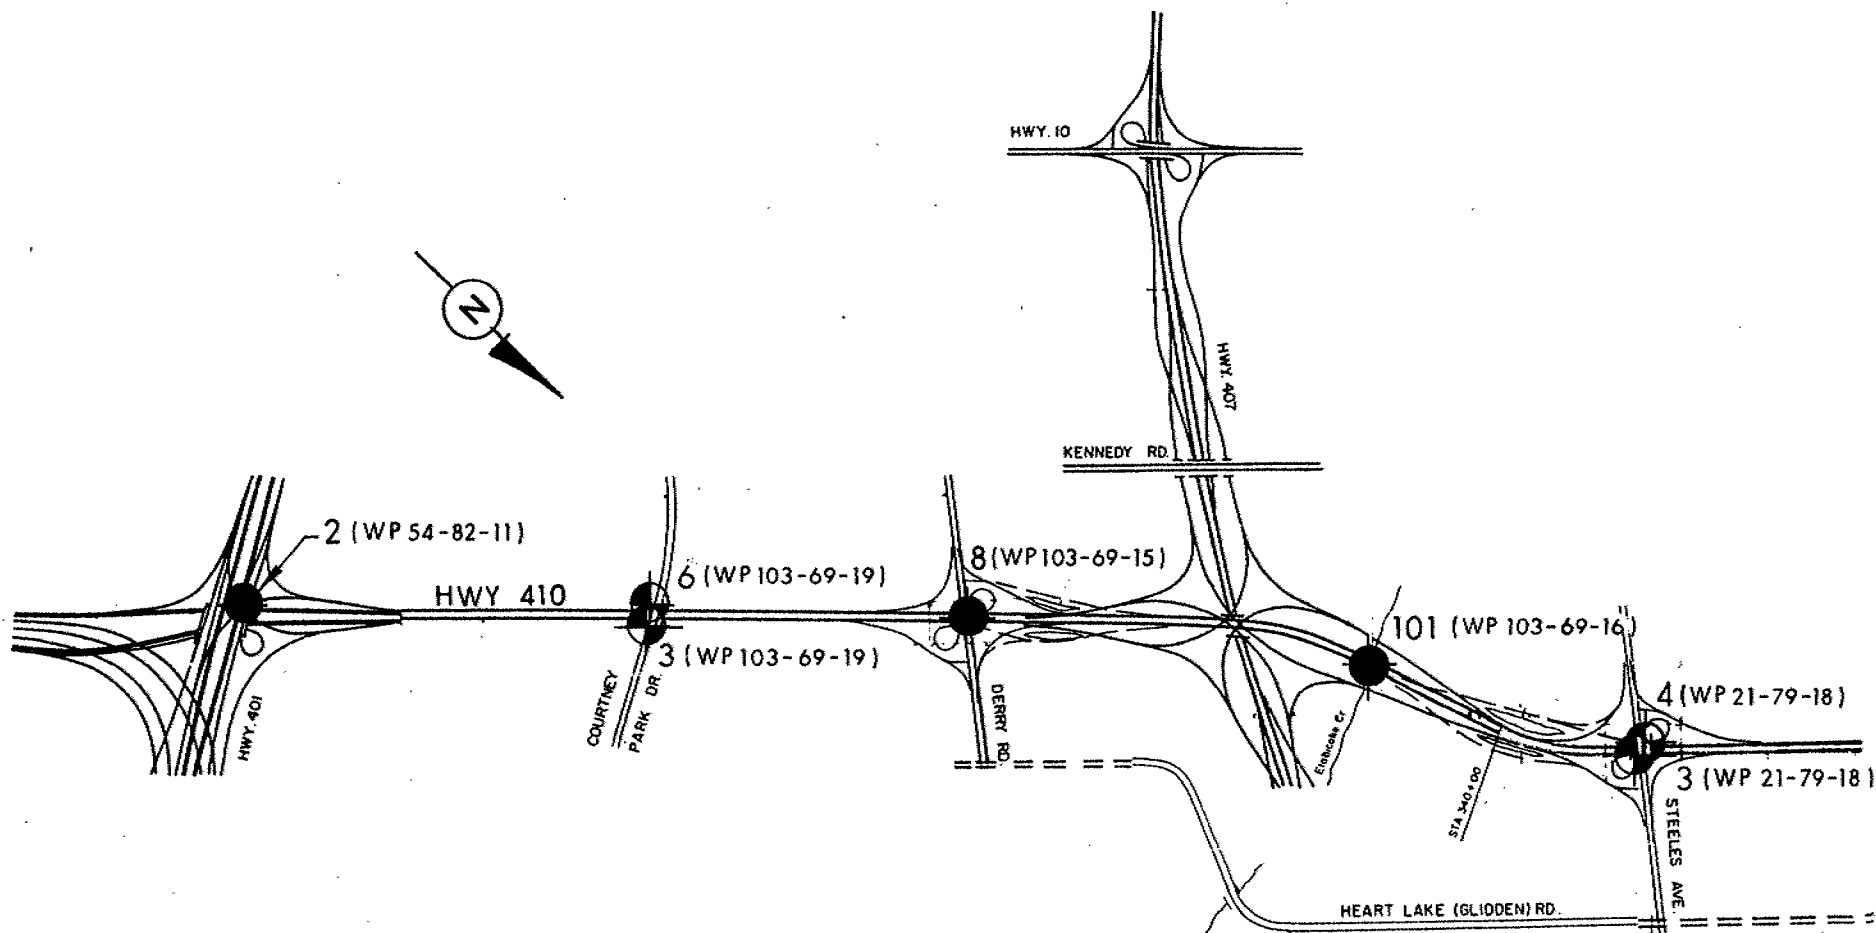 HWY. 10
N
HWY. 407
KENNEDY RD.
2 (WP 54-82-11)
HWY 410
6 (WP 103-69-19)
8 (WP 103-69-15)
101 (WP 103-69-16)
3 (WP 103-69-19)
COURTNEY
PARK DR.
HWY. 401
DERRY RD.
Etobicoke Cr
4 (WP 21-79-18)
3 (WP 21-79-18)
STA 340+00
STEELES AVE.
HEART LAKE (GLIDDEN) RD.